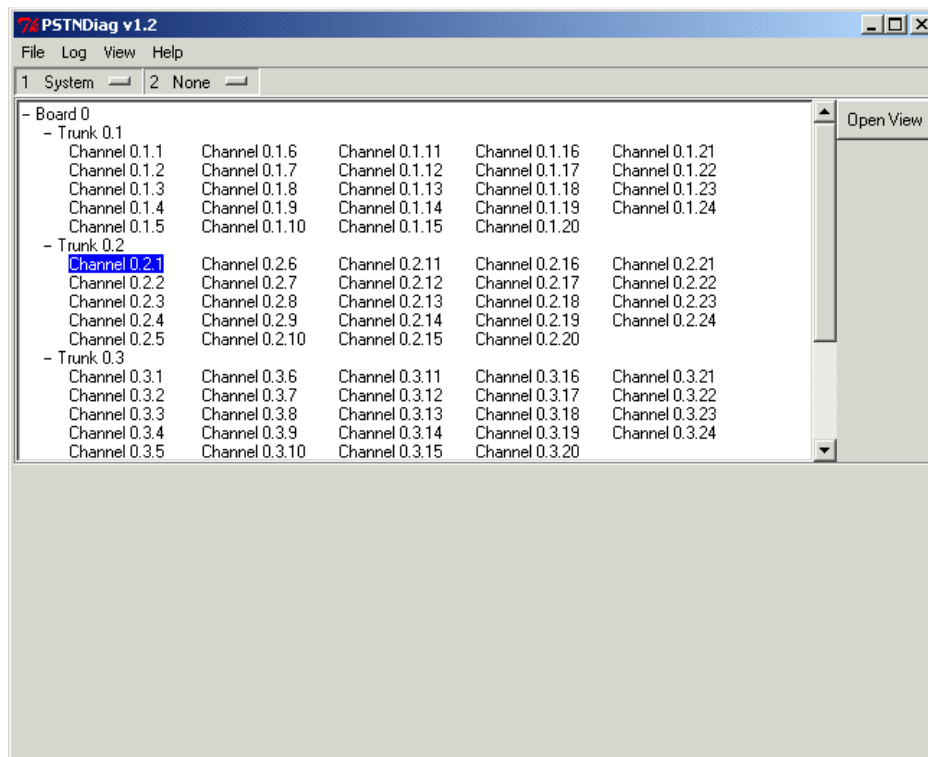 PSTNDiag v1.2
File Log View Help
1 System 2 None
– Board 0
Open View
– Trunk 0.1
Channel 0.1.1 Channel 0.1.6 Channel 0.1.11 Channel 0.1.16 Channel 0.1.21
Channel 0.1.2 Channel 0.1.7 Channel 0.1.12 Channel 0.1.17 Channel 0.1.22
Channel 0.1.3 Channel 0.1.8 Channel 0.1.13 Channel 0.1.18 Channel 0.1.23
Channel 0.1.4 Channel 0.1.9 Channel 0.1.14 Channel 0.1.19 Channel 0.1.24
Channel 0.1.5 Channel 0.1.10 Channel 0.1.15 Channel 0.1.20
– Trunk 0.2
Channel 0.2.1 Channel 0.2.6 Channel 0.2.11 Channel 0.2.16 Channel 0.2.21
Channel 0.2.2 Channel 0.2.7 Channel 0.2.12 Channel 0.2.17 Channel 0.2.22
Channel 0.2.3 Channel 0.2.8 Channel 0.2.13 Channel 0.2.18 Channel 0.2.23
Channel 0.2.4 Channel 0.2.9 Channel 0.2.14 Channel 0.2.19 Channel 0.2.24
Channel 0.2.5 Channel 0.2.10 Channel 0.2.15 Channel 0.2.20
– Trunk 0.3
Channel 0.3.1 Channel 0.3.6 Channel 0.3.11 Channel 0.3.16 Channel 0.3.21
Channel 0.3.2 Channel 0.3.7 Channel 0.3.12 Channel 0.3.17 Channel 0.3.22
Channel 0.3.3 Channel 0.3.8 Channel 0.3.13 Channel 0.3.18 Channel 0.3.23
Channel 0.3.4 Channel 0.3.9 Channel 0.3.14 Channel 0.3.19 Channel 0.3.24
Channel 0.3.5 Channel 0.3.10 Channel 0.3.15 Channel 0.3.20